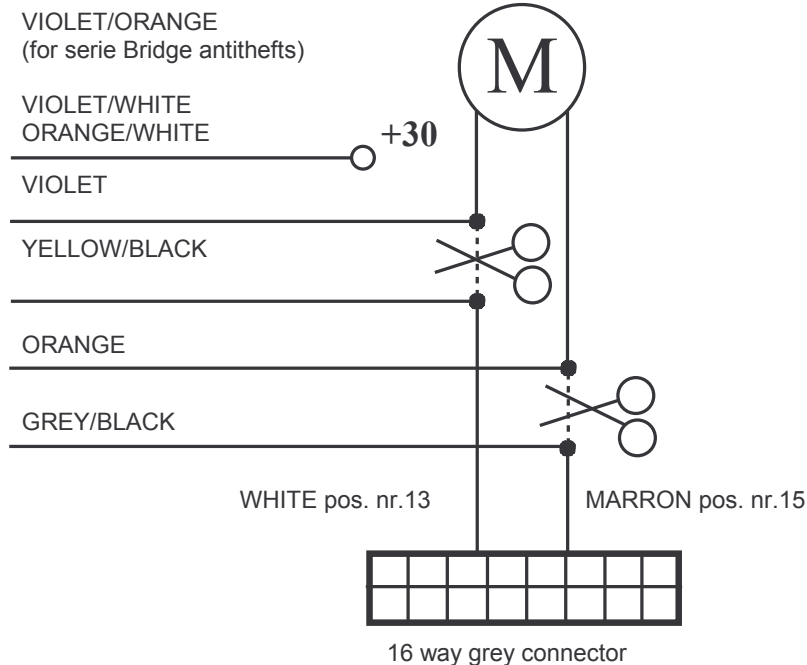 VIOLET/ORANGE
(for serie Bridge antithefts)
M
VIOLET/WHITE
ORANGE/WHITE
+30
VIOLET
YELLOW/BLACK
ORANGE
GREY/BLACK
WHITE pos. nr.13
MARRON pos. nr.15
16 way grey connector